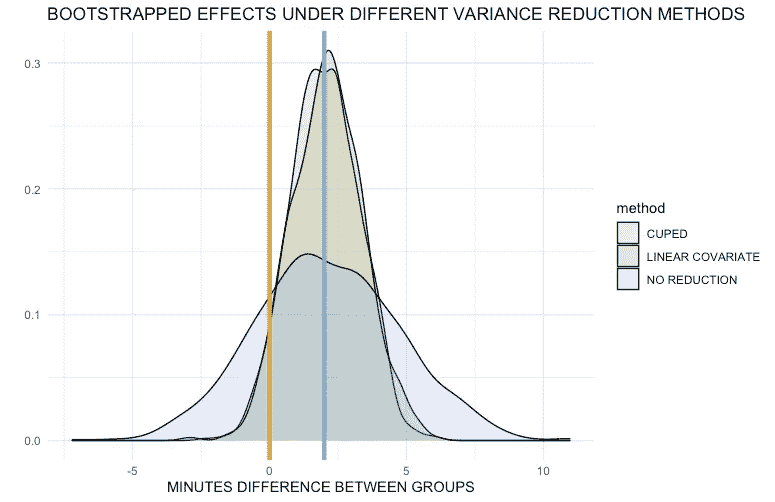 BOOTSTRAPPED EFFECTS UNDER DIFFERENT VARIANCE REDUCTION METHODS
0.3
0.2
0.1
0.0
-5 0 5 10
MINUTES DIFFERENCE BETWEEN GROUPS
method
CUPED
LINEAR COVARIATE
NO REDUCTION